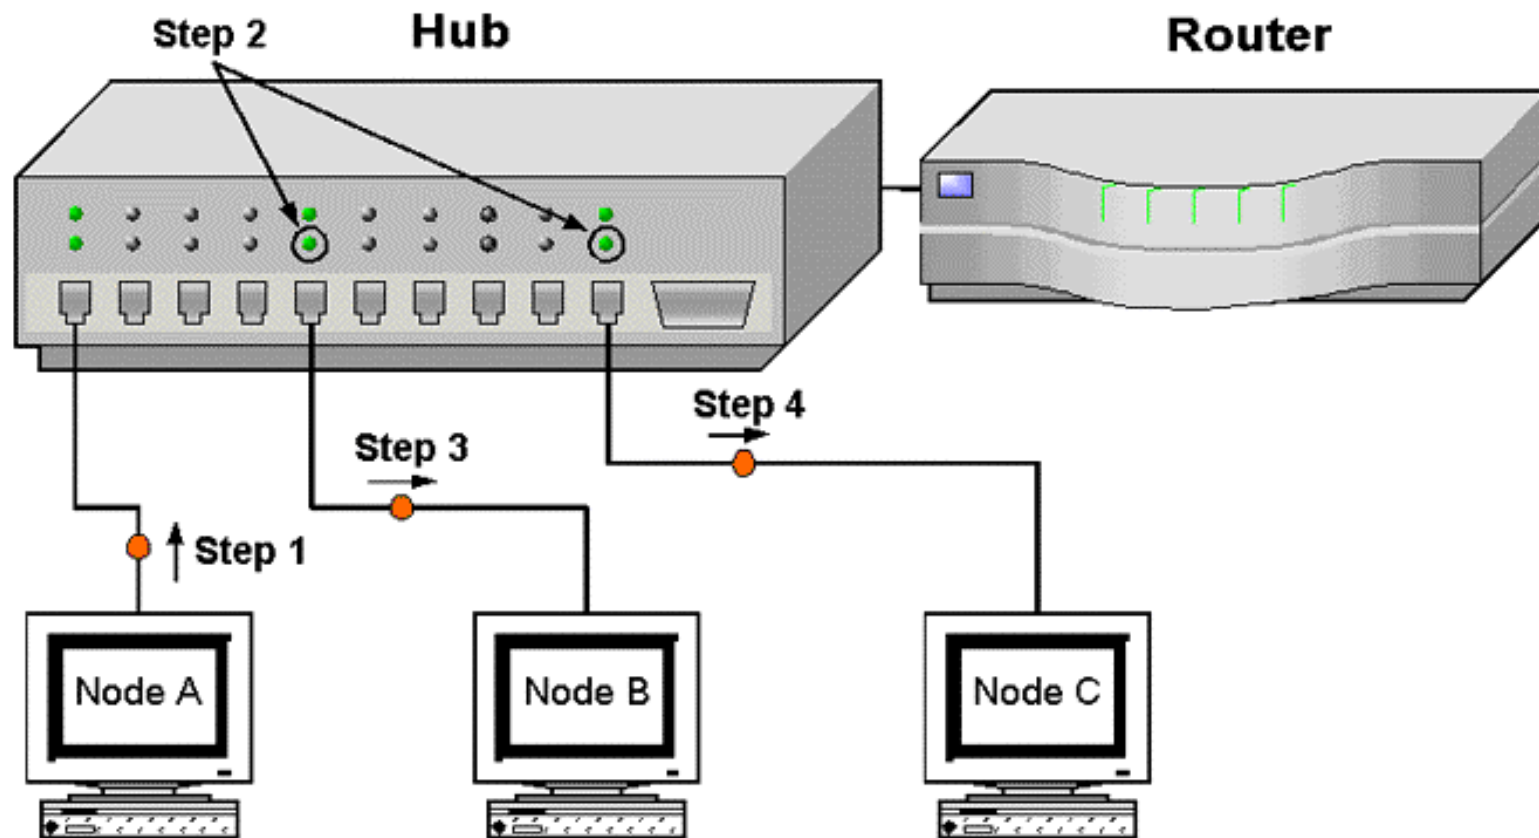 Step 2
Hub
Router
Step 4
Step 3
Step 1
Node A
Node B
Node C